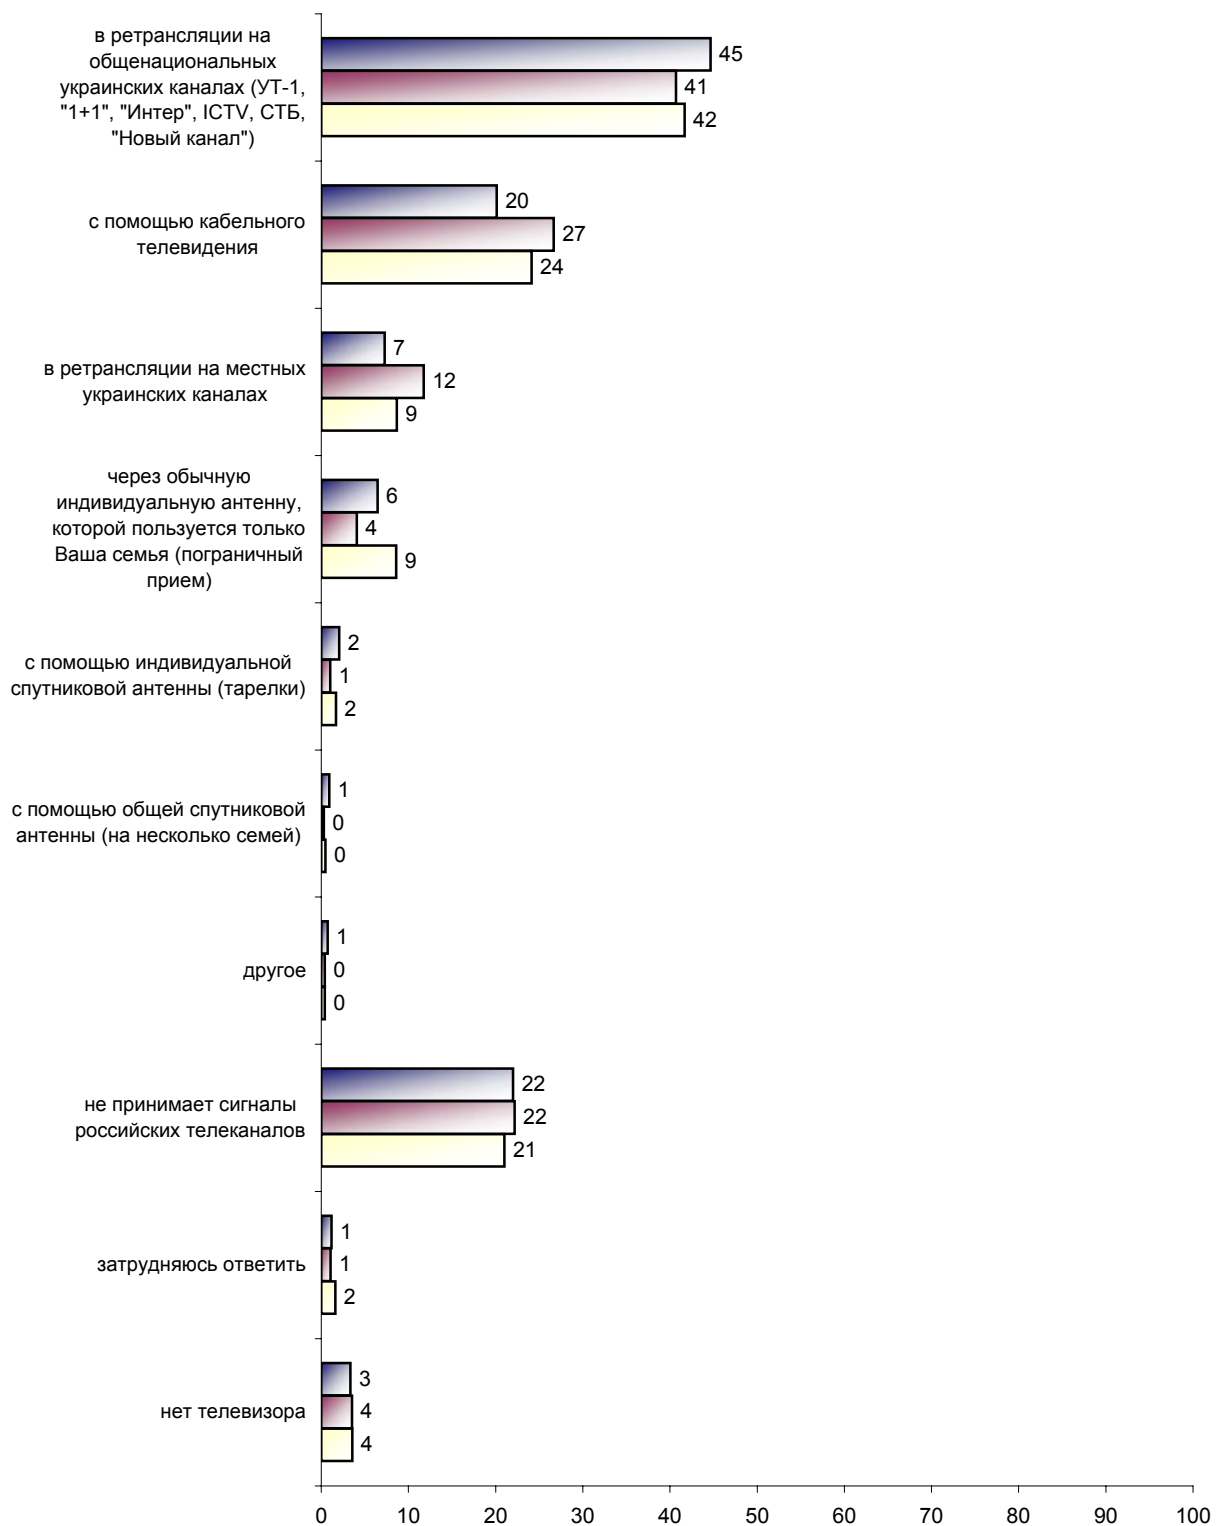 в ретрансляции на
общенациональных
украинских каналах (УТ-1,
"1+1", "Интер", ICTV, СТБ,
"Новый канал")
45
41
42
с помощью кабельного
телевидения
20
27
24
в ретрансляции на местных
украинских каналах
7
12
9
через обычную
индивидуальную антенну,
которой пользуется только
Ваша семья (пограничный
прием)
6
4
9
с помощью индивидуальной
спутниковой антенны (тарелки)
2
1
2
с помощью общей спутниковой
антенны (на несколько семей)
1
0
0
другое
1
0
0
не принимает сигналы
российских телеканалов
22
22
21
затрудняюсь ответить
1
1
2
нет телевизора
3
4
4
0 10 20 30 40 50 60 70 80 90 100